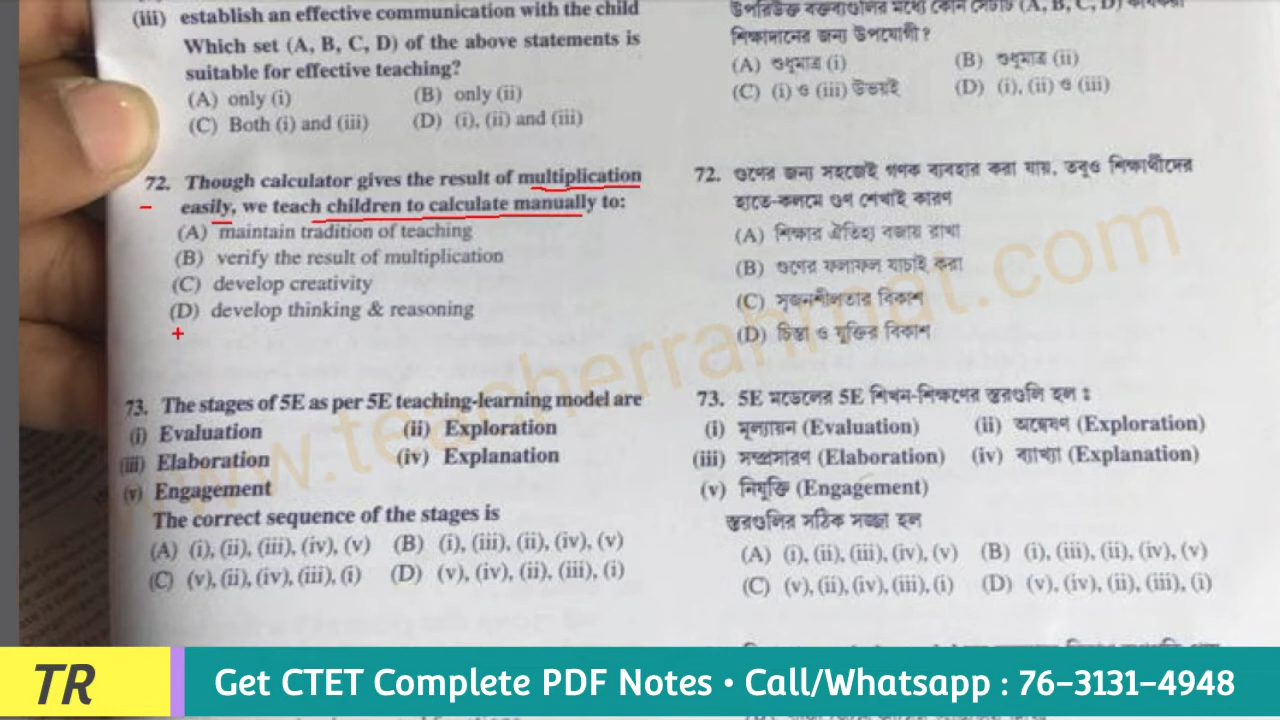 (iii) establish an effective communication with the child
Which set (A, B, C, D) of the above statements is
suitable for effective teaching?
(A) only (i) (B) only (ii)
(C) Both (i) and (iii) (D) (i), (ii) and (iii)
72. Though calculator gives the result of multiplication
easily, we teach children to calculate manually to:
(A) maintain tradition of teaching
(B) verify the result of multiplication
(C) develop creativity
(D) develop thinking & reasoning
73. The stages of 5E as per 5E teaching-learning model are
(i) Evaluation (ii) Exploration
(iii) Elaboration (iv) Explanation
(v) Engagement
The correct sequence of the stages is
(A) (i), (ii), (iii), (iv), (v) (B) (i), (iii), (ii), (iv), (v)
(C) (v), (ii), (iv), (iii), (i) (D) (v), (iv), (ii), (iii), (i)
উপরিউক্ত বক্তব্যগুলির মধ্যে কোন সেটটি (A, B, C, D)
শিক্ষাদানের জন্য উপযোগী?
(A) শুধুমাত্র (i) (B) শুধুমাত্র (ii)
(C) (i) ও (iii) উভয়ই (D) (i), (ii) ও (iii)
72. গুণের জন্য সহজেই গণক ব্যবহার করা যায়, তবুও শিক্ষার্থীদের
হাতে-কলমে গুণ শেখাই কারণ
(A) শিক্ষার ঐতিহ্য বজায় রাখা
(B) গুণের ফলাফল যাচাই করা
(C) সৃজনশীলতার বিকাশ
(D) চিন্তা ও যুক্তির বিকাশ
73. 5E মডেলের 5E শিখন-শিক্ষণের স্তরগুলি হল :
(i) মূল্যায়ন (Evaluation) (ii) অন্বেষণ (Exploration)
(iii) সম্প্রসারণ (Elaboration) (iv) ব্যাখ্যা (Explanation)
(v) নিযুক্তি (Engagement)
স্তরগুলির সঠিক সজ্জা হল
(A) (i), (ii), (iii), (iv), (v) (B) (i), (iii), (ii), (iv), (v)
(C) (v), (ii), (iv), (iii), (i) (D) (v), (iv), (ii), (iii), (i)
www.teacherrahmat.com
TR Get CTET Complete PDF Notes • Call/Whatsapp : 76-3131-4948